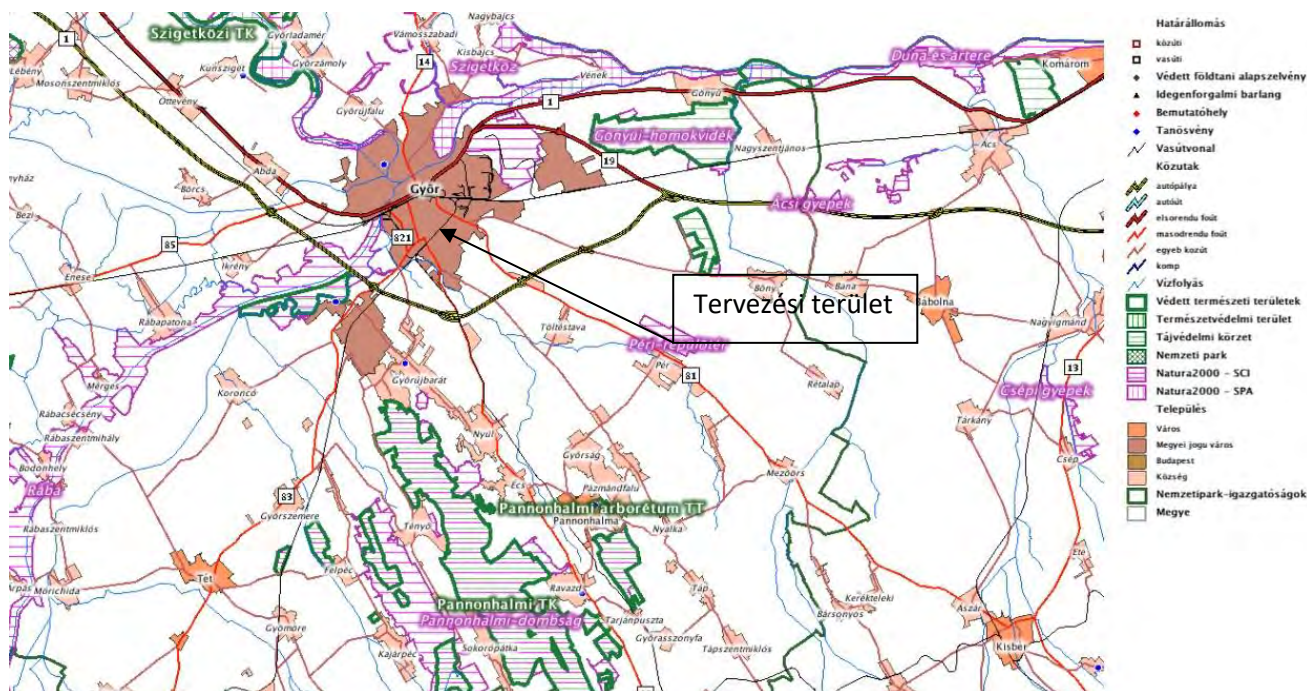 Szigetközi TK
Győrladamér
Vámosszabadi
Nagybajcs
Kisbajcs
1
Lébény
Mosonszentmiklós
Kunsziget
Győrzámoly
14
Szigetköz
Vének
Duna és ártere
Komárom
Öttevény
Győrújfalu
1
Gönyű
Gönyűi-homokvidék
Nagyszentjános
Ács
19
Abda
Börcs
Győr
Bezi
Ácsi gyepek
85
821
Enese
Ikrény
Rábapatona
Tervezési terület
Bőny
Bana
Bábolna
Nagyigmánd
Töltéstava
Péri-repülőtér
Pér
81
Rétalap
13
Csépi gyepek
Mérges
Koroncó
Győrújbarát
Rábacsécsény
Rábaszentmihály
Bodonhely
Rába
Nyúl
Győrság
Tárkány
Csép
Mezőörs
83
Écs
Pázmándfalu
Győrszemere
Pannonhalmi arborétum TT
Pannonhalma
Rábaszentmiklós
Tényő
Nyalka
Tét
Felpéc
Mórichida
Árpás
Ravazd
Táp
Ete
Kerékteleki
Ászár
Pannonhalmi TK
Pannonhalmi-dombság
Tarjánpuszta
Bársonyos
Gyömöre
Győrasszonyfa
Kisbér
Kajárpéc
Sokorópátka
Tápszentmiklós
Határállomás
közúti
vasúti
Védett földtani alapszelvény
Idegenforgalmi barlang
Bemutatóhely
Tanösvény
Vasútvonal
Közutak
autópálya
autóút
elsorendu foút
masodrendu foút
egyeb kozút
komp
Vízfolyás
Védett természeti területek
Természetvédelmi terület
Tájvédelmi körzet
Nemzeti park
Natura2000 - SCI
Natura2000 - SPA
Település
Város
Megyei jogu város
Budapest
Község
Nemzetipark-igazgatóságok
Megye